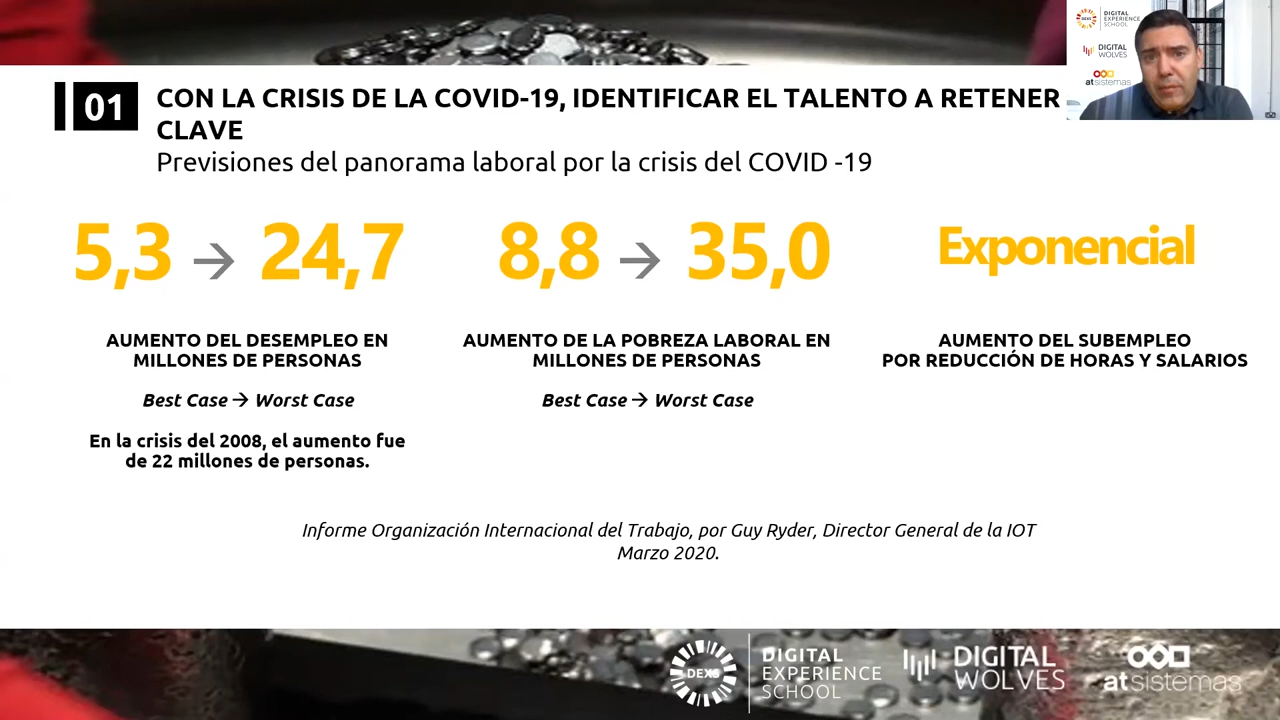 01
CON LA CRISIS DE LA COVID-19, IDENTIFICAR EL TALENTO A RETENER
CLAVE
Previsiones del panorama laboral por la crisis del COVID -19
5,3 → 24,7
AUMENTO DEL DESEMPLEO EN
MILLONES DE PERSONAS
Best Case → Worst Case
En la crisis del 2008, el aumento fue
de 22 millones de personas.
8,8 → 35,0
AUMENTO DE LA POBREZA LABORAL EN
MILLONES DE PERSONAS
Best Case → Worst Case
Exponencial
AUMENTO DEL SUBEMPLEO
POR REDUCCIÓN DE HORAS Y SALARIOS
Informe Organización Internacional del Trabajo, por Guy Ryder, Director General de la IOT
Marzo 2020.
DEXS
DIGITAL
EXPERIENCE
SCHOOL
DIGITAL
WOLVES
atsistemas
DEXS
DIGITAL
EXPERIENCE
SCHOOL
DIGITAL
WOLVES
atsistemas